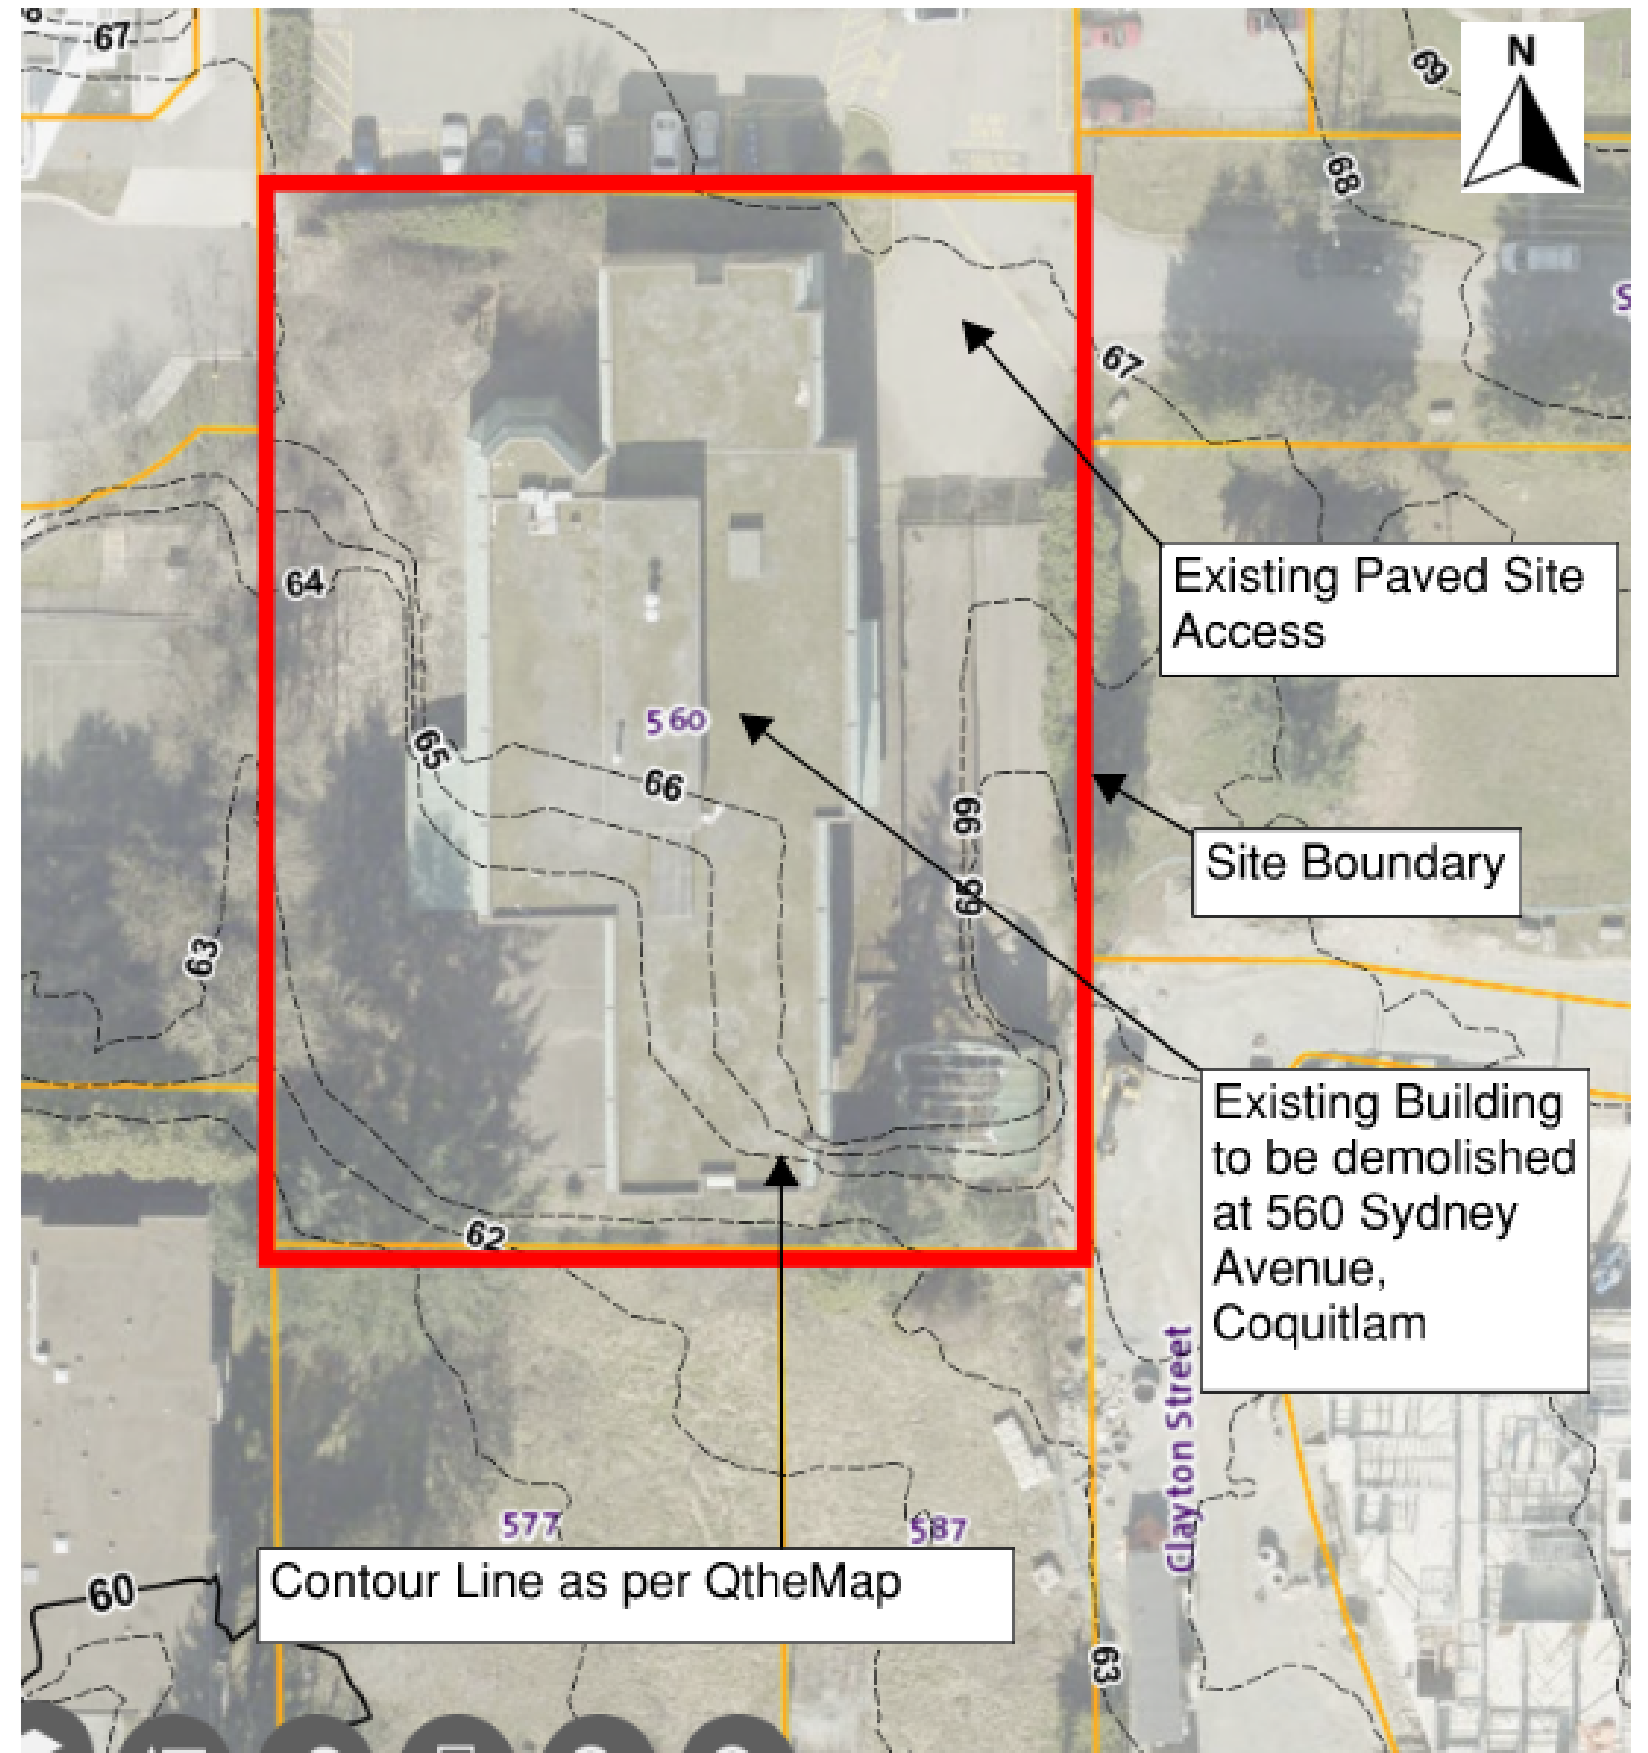 67
N
69
68
67
64
Existing Paved Site
Access
560
65
66
66
65
Site Boundary
63
Existing Building
to be demolished
at 560 Sydney
Avenue,
Coquitlam
62
Clayton Street
577
587
Contour Line as per QtheMap
60
63